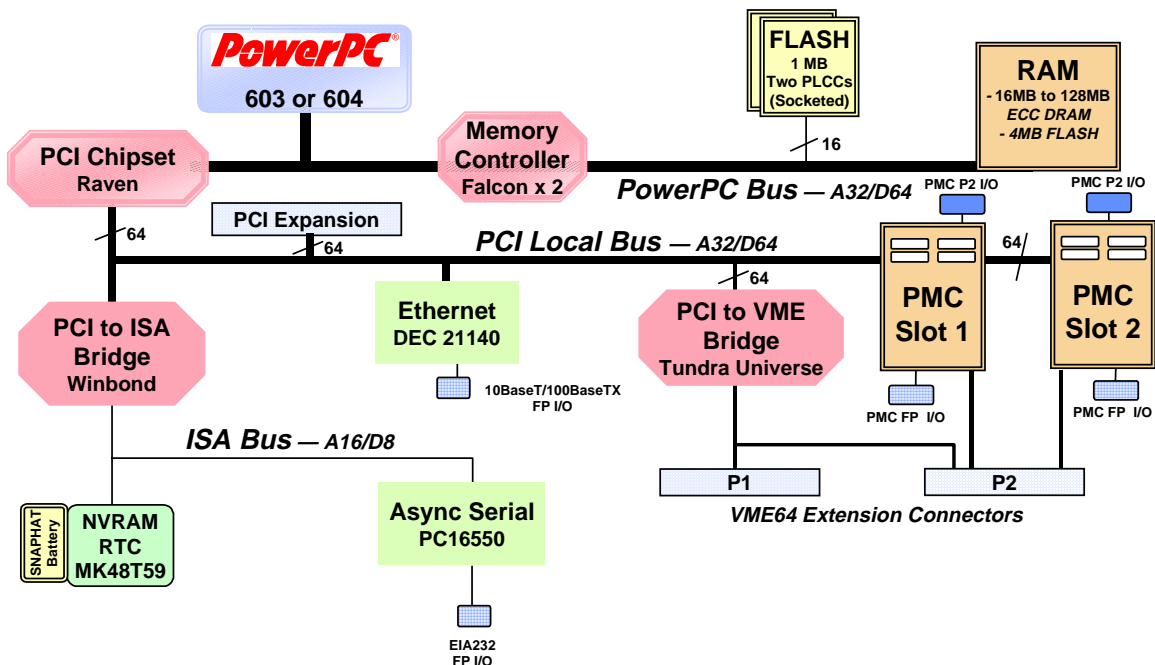 PowerPC®
603 or 604
FLASH
1 MB
Two PLCCs
(Socketed)
RAM
- 16MB to 128MB
ECC DRAM
- 4MB FLASH
PCI Chipset
Raven
Memory
Controller
Falcon x 2
16
PowerPC Bus — A32/D64
PMC P2 I/O
PMC P2 I/O
64
PCI Expansion
64
PCI Local Bus — A32/D64
64
64
PMC
Slot 1
PMC
Slot 2
PCI to ISA
Bridge
Winbond
Ethernet
DEC 21140
PCI to VME
Bridge
Tundra Universe
10BaseT/100BaseTX
FP I/O
PMC FP I/O
PMC FP I/O
ISA Bus — A16/D8
P1
P2
VME64 Extension Connectors
SNAPHAT
Battery
NVRAM
RTC
MK48T59
Async Serial
PC16550
EIA232
FP I/O